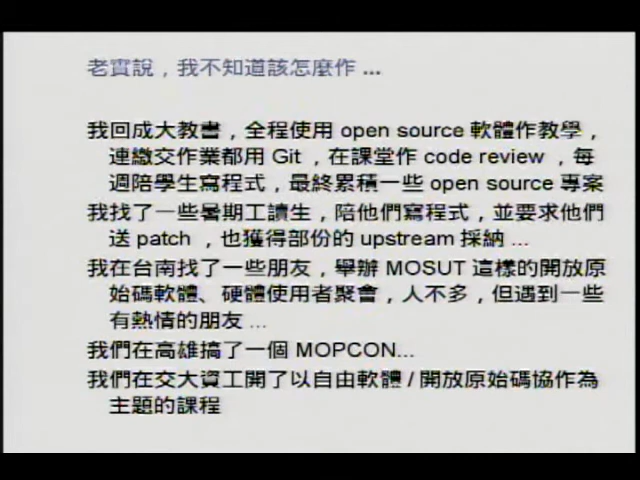 老實說，我不知道該怎麼作 ...
我回成大教書，全程使用 open source 軟體作教學，
連繳交作業都用 Git ，在課堂作 code review ，每
週陪學生寫程式，最終累積一些 open source 專案
我找了一些暑期工讀生，陪他們寫程式，並要求他們
送 patch ，也獲得部份的 upstream 採納 ...
我在台南找了一些朋友，舉辦 MOSUT 這樣的開放原
始碼軟體、硬體使用者聚會，人不多，但遇到一些
有熱情的朋友 ...
我們在高雄搞了一個 MOPCON...
我們在交大資工開了以自由軟體 / 開放原始碼協作為
主題的課程